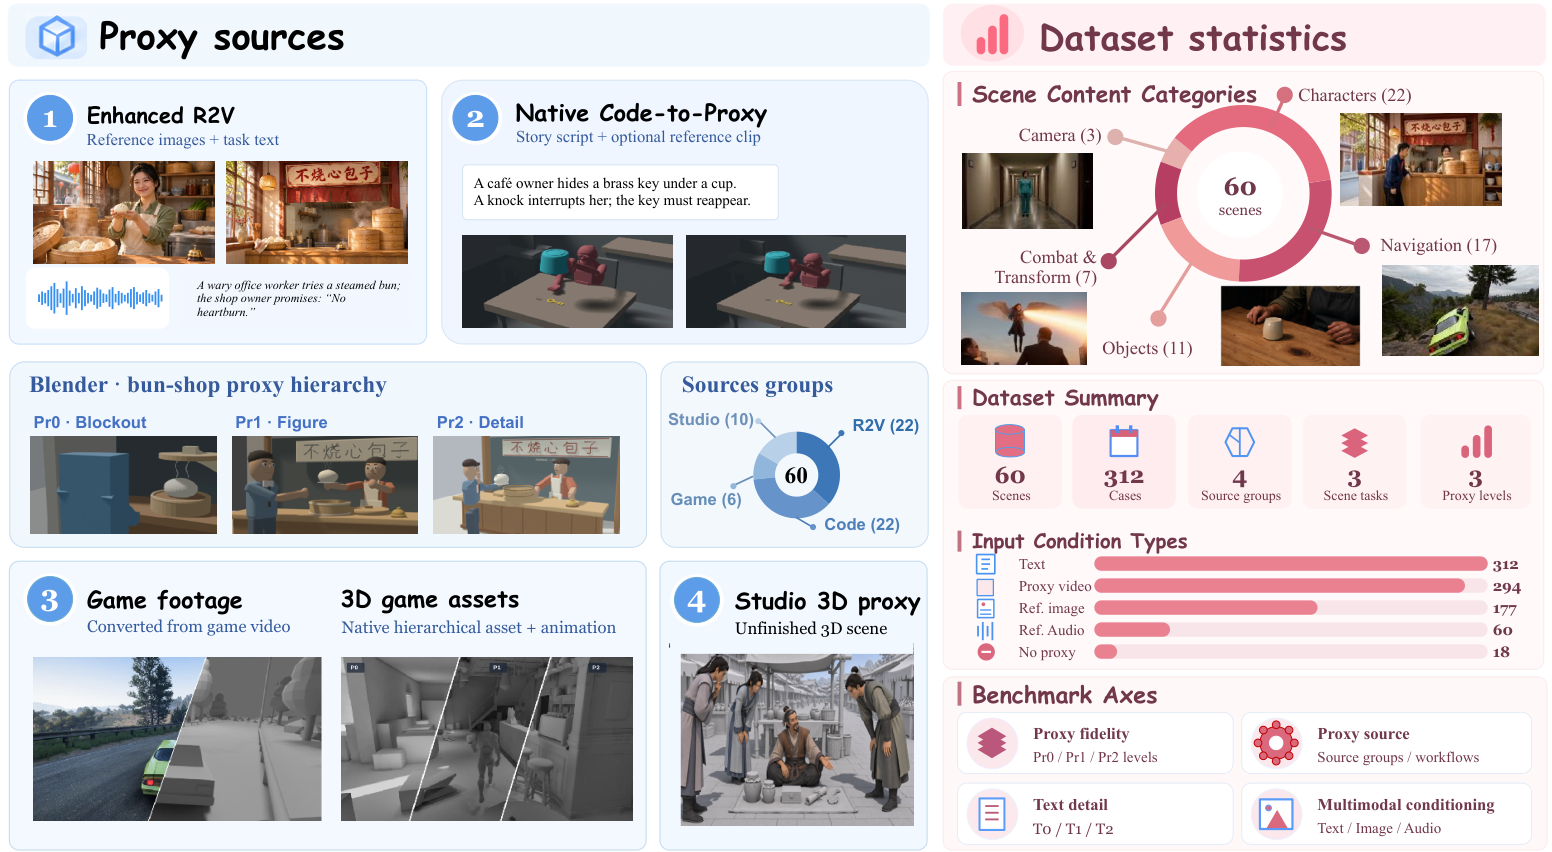 Proxy sources
1
Enhanced R2V
Reference images + task text
不烧心包子
A wary office worker tries a steamed bun;
the shop owner promises: "No
heartburn."
2
Native Code-to-Proxy
Story script + optional reference clip
A café owner hides a brass key under a cup.
A knock interrupts her; the key must reappear.
Blender · bun-shop proxy hierarchy
Pr0 · Blockout
Pr1 · Figure
Pr2 · Detail
不烧心包子
不烧心包子
Sources groups
Studio (10)
R2V (22)
60
Game (6)
Code (22)
3
Game footage
Converted from game video
3D game assets
Native hierarchical asset + animation
P0
P1
P2
4
Studio 3D proxy
Unfinished 3D scene
Dataset statistics
Scene Content Categories
Characters (22)
Camera (3)
不烧心包子
60
scenes
Navigation (17)
Combat &
Transform (7)
Objects (11)
Dataset Summary
60
Scenes
312
Cases
4
Source groups
3
Scene tasks
3
Proxy levels
Input Condition Types
Text 312
Proxy video 294
Ref. image 177
Ref. Audio 60
No proxy 18
Benchmark Axes
Proxy fidelity
Pr0 / Pr1 / Pr2 levels
Proxy source
Source groups / workflows
Text detail
T0 / T1 / T2
Multimodal conditioning
Text / Image / Audio